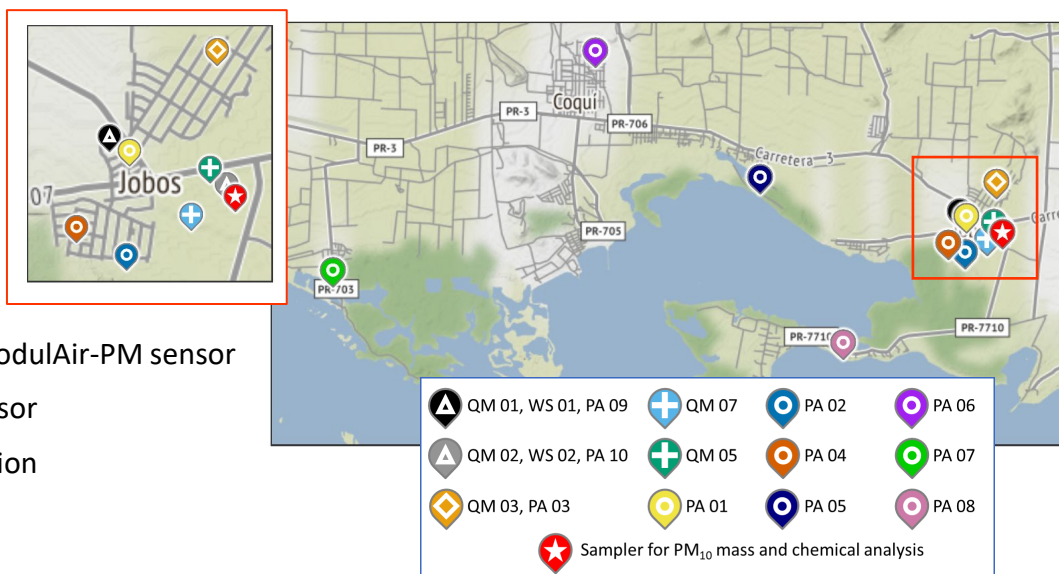 Jobos
07
Coquí
PR-3
PR-706
PR-3
Carretera 3
PR-705
PR-703
PR-7710
PR-7710
odulAir-PM sensor
sor
ion
QM 01, WS 01, PA 09
QM 07
PA 02
PA 06
QM 02, WS 02, PA 10
QM 05
PA 04
PA 07
QM 03, PA 03
PA 01
PA 05
PA 08
Sampler for PM₁₀ mass and chemical analysis